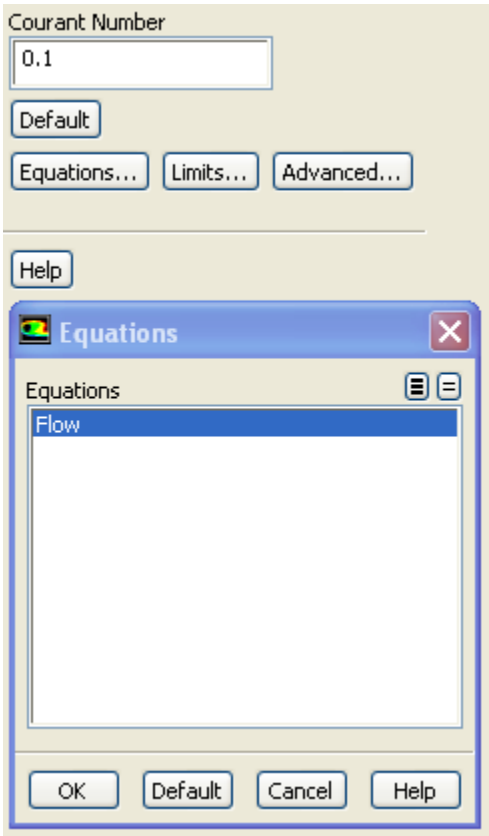 Courant Number
0.1
Default
Equations... Limits... Advanced...
Help
Equations
Equations
Flow
OK Default Cancel Help